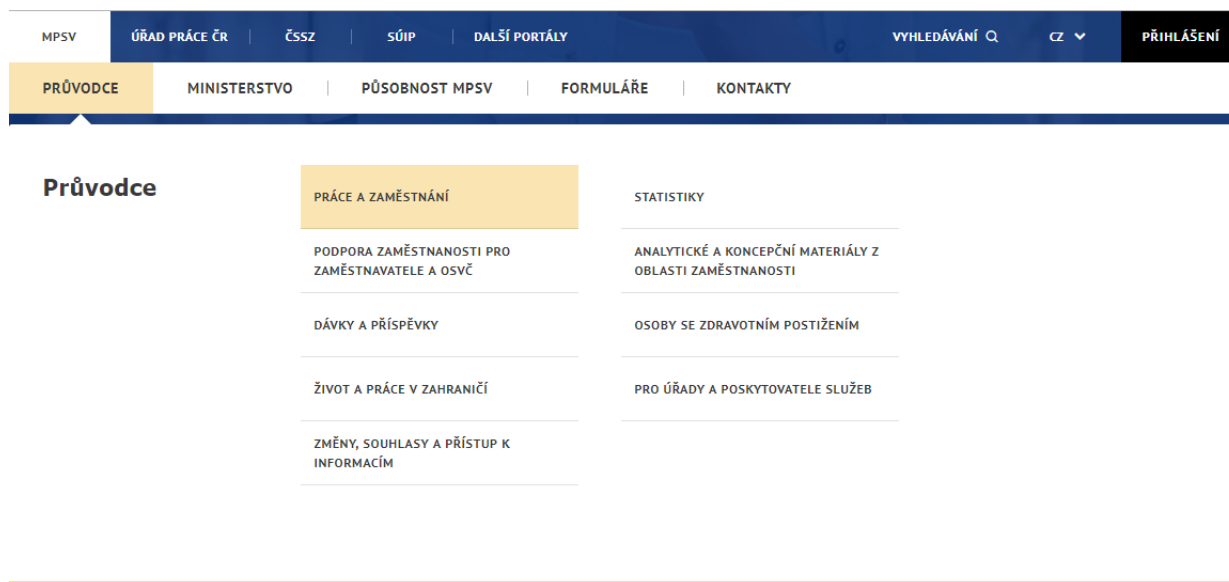 MPSV ÚŘAD PRÁCE ČR ČSSZ SÚIP DALŠÍ PORTÁLY VYHLEDÁVÁNÍ CZ PŘIHLÁŠENÍ
PRŮVODCE MINISTERSTVO PŮSOBNOST MPSV FORMULÁŘE KONTAKTY
Průvodce
PRÁCE A ZAMĚSTNÁNÍ
PODPORA ZAMĚSTNANOSTI PRO
ZAMĚSTNAVATELE A OSVČ
DÁVKY A PŘÍSPĚVKY
ŽIVOT A PRÁCE V ZAHRANIČÍ
ZMĚNY, SOUHLASY A PŘÍSTUP K
INFORMACÍM
STATISTIKY
ANALYTICKÉ A KONCEPČNÍ MATERIÁLY Z
OBLASTI ZAMĚSTNANOSTI
OSOBY SE ZDRAVOTNÍM POSTIŽENÍM
PRO ÚŘADY A POSKYTOVATELE SLUŽEB